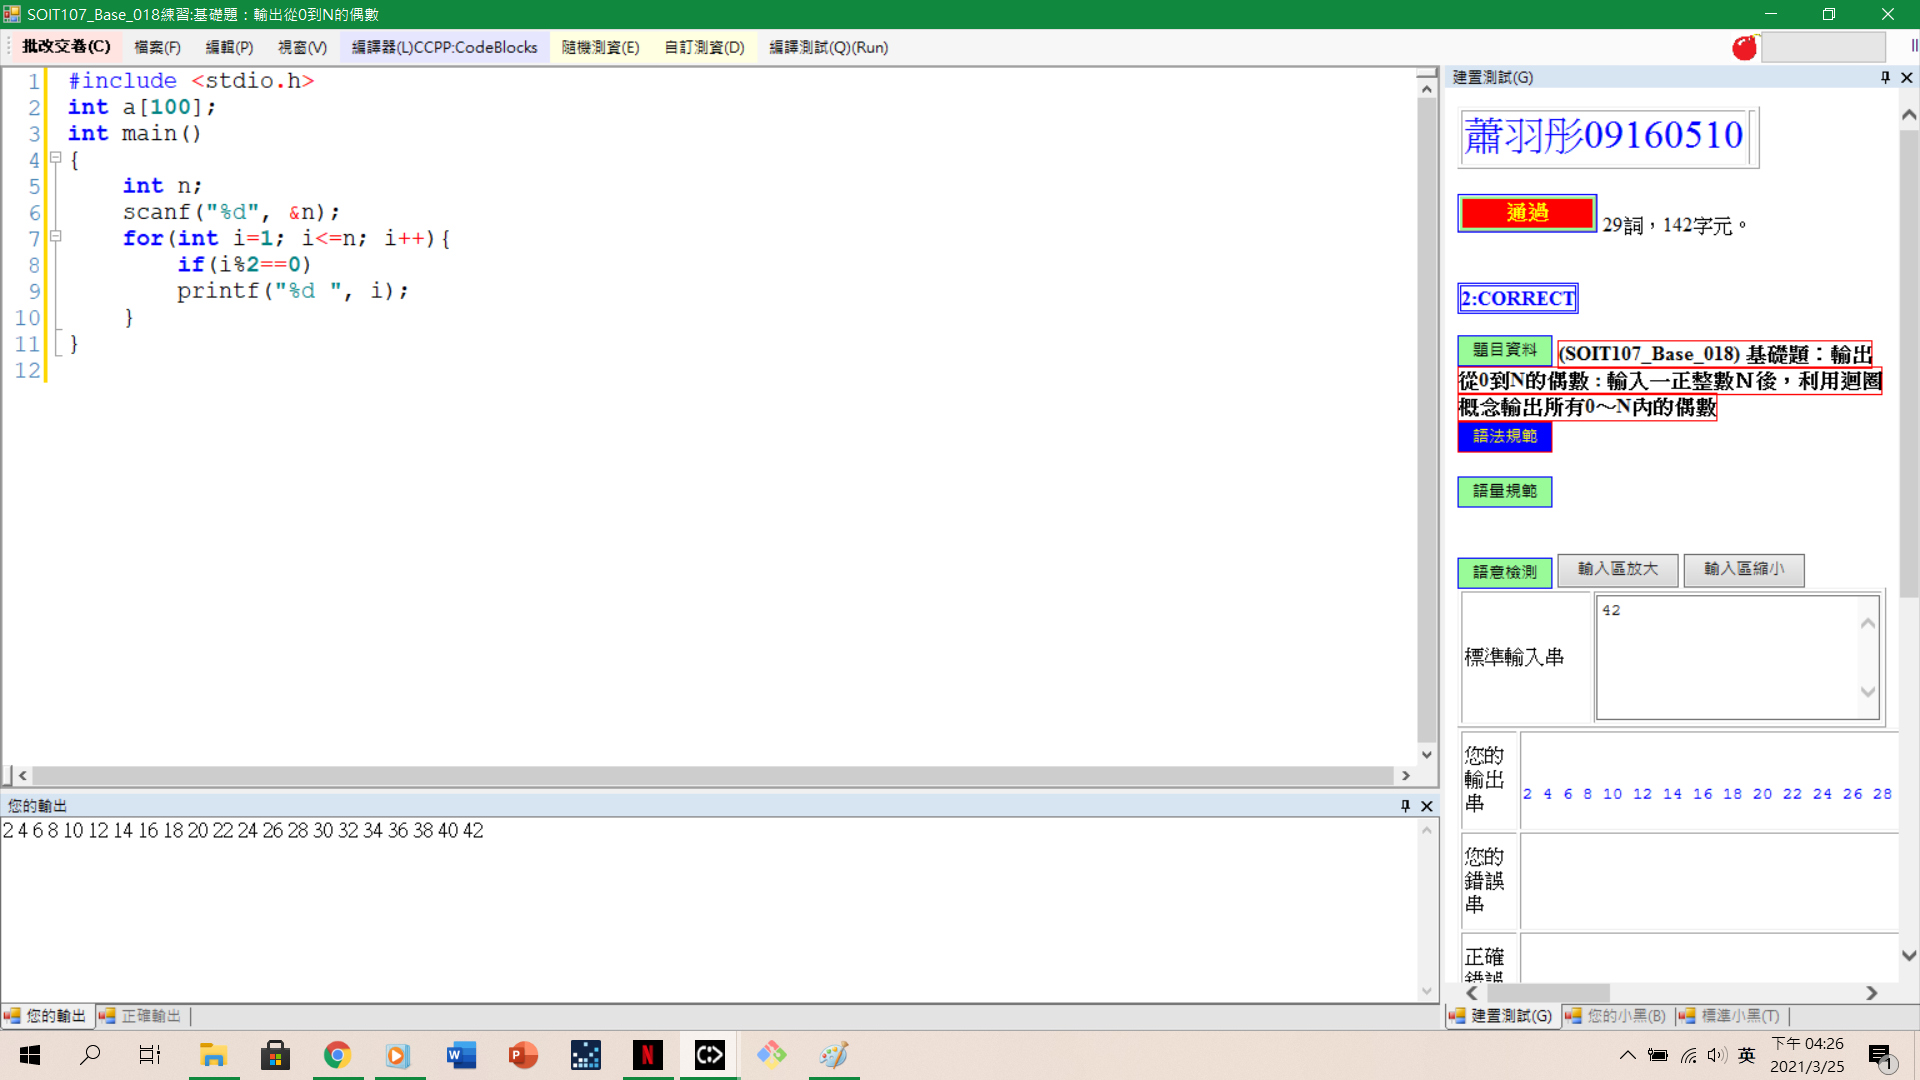 SOIT107_Base_018練習:基礎題：輸出從0到N的偶數
批改交卷(C) 檔案(F) 編輯(P) 視窗(V) 編譯器(L)CCPP:CodeBlocks 隨機測資(E) 自訂測資(D) 編譯測試(Q)(Run)
1 #include <stdio.h>
2 int a[100];
3 int main()
4 {
5 int n;
6 scanf("%d", &n);
7 for(int i=1; i<=n; i++){
8 if(i%2==0)
9 printf("%d ", i);
10 }
11 }
12
您的輸出
2 4 6 8 10 12 14 16 18 20 22 24 26 28 30 32 34 36 38 40 42
您的輸出 正確輸出
建置測試(G)
蕭羽彤09160510
通過 29詞，142字元。
2:CORRECT
題目資料 (SOIT107_Base_018) 基礎題：輸出
從0到N的偶數 : 輸入一正整數N後，利用迴圈
概念輸出所有0～N內的偶數
語法規範
語量規範
語意檢測 輸入區放大 輸入區縮小
標準輸入串 42
您的
輸出
串
2 4 6 8 10 12 14 16 18 20 22 24 26 28
您的
錯誤
串
正確
錯誤
建置測試(G) 您的小黑(B) 標準小黑(T)
英
下午 04:26
2021/3/25
1